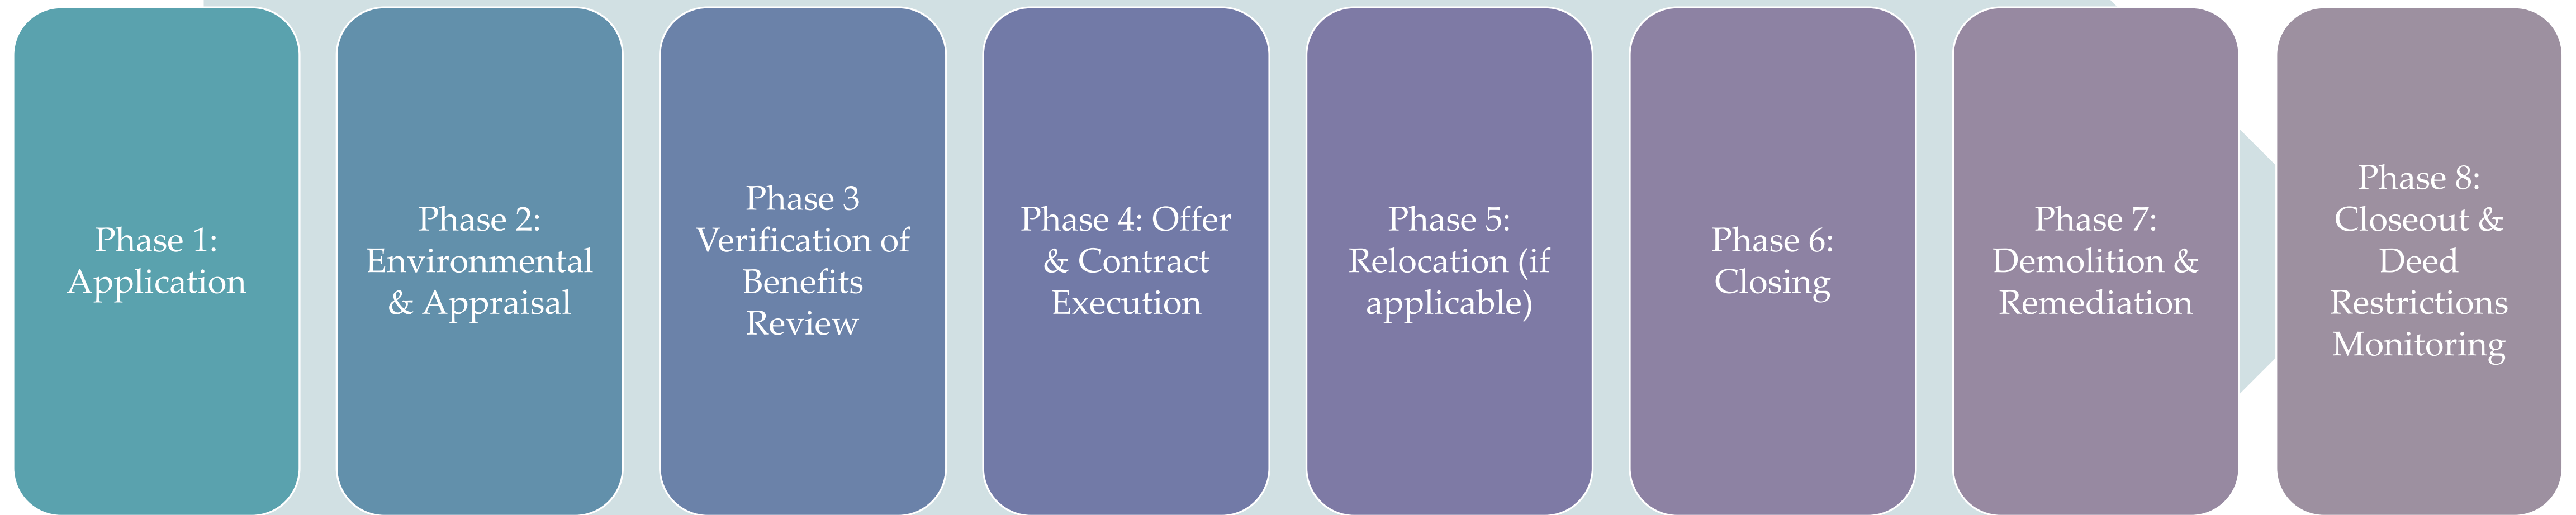 Phase 1:
Application
Phase 2:
Environmental
& Appraisal
Phase 3
Verification of
Benefits
Review
Phase 4: Offer
& Contract
Execution
Phase 5:
Relocation (if
applicable)
Phase 6:
Closing
Phase 7:
Demolition &
Remediation
Phase 8:
Closeout &
Deed
Restrictions
Monitoring